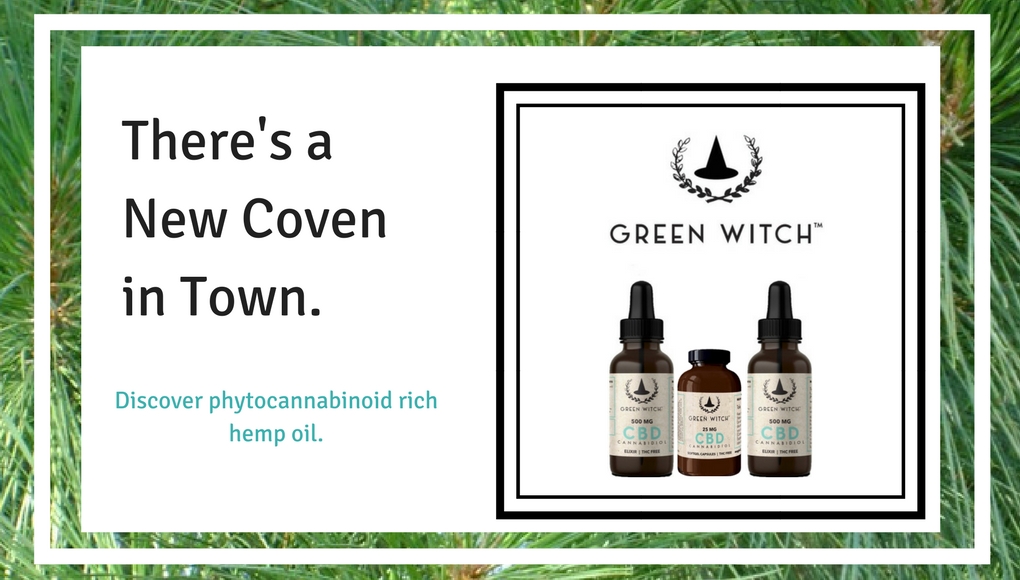 There's a
New Coven
in Town.
Discover phytocannabinoid rich
hemp oil.
GREEN WITCH™
GREEN WITCH
500 MG
CBD
CANNABIDIOL
ELIXIR | THC FREE
GREEN WITCH
25 MG
CBD
CANNABIDIOL
GREEN WITCH
500 MG
CBD
CANNABIDIOL
ELIXIR | THC FREE